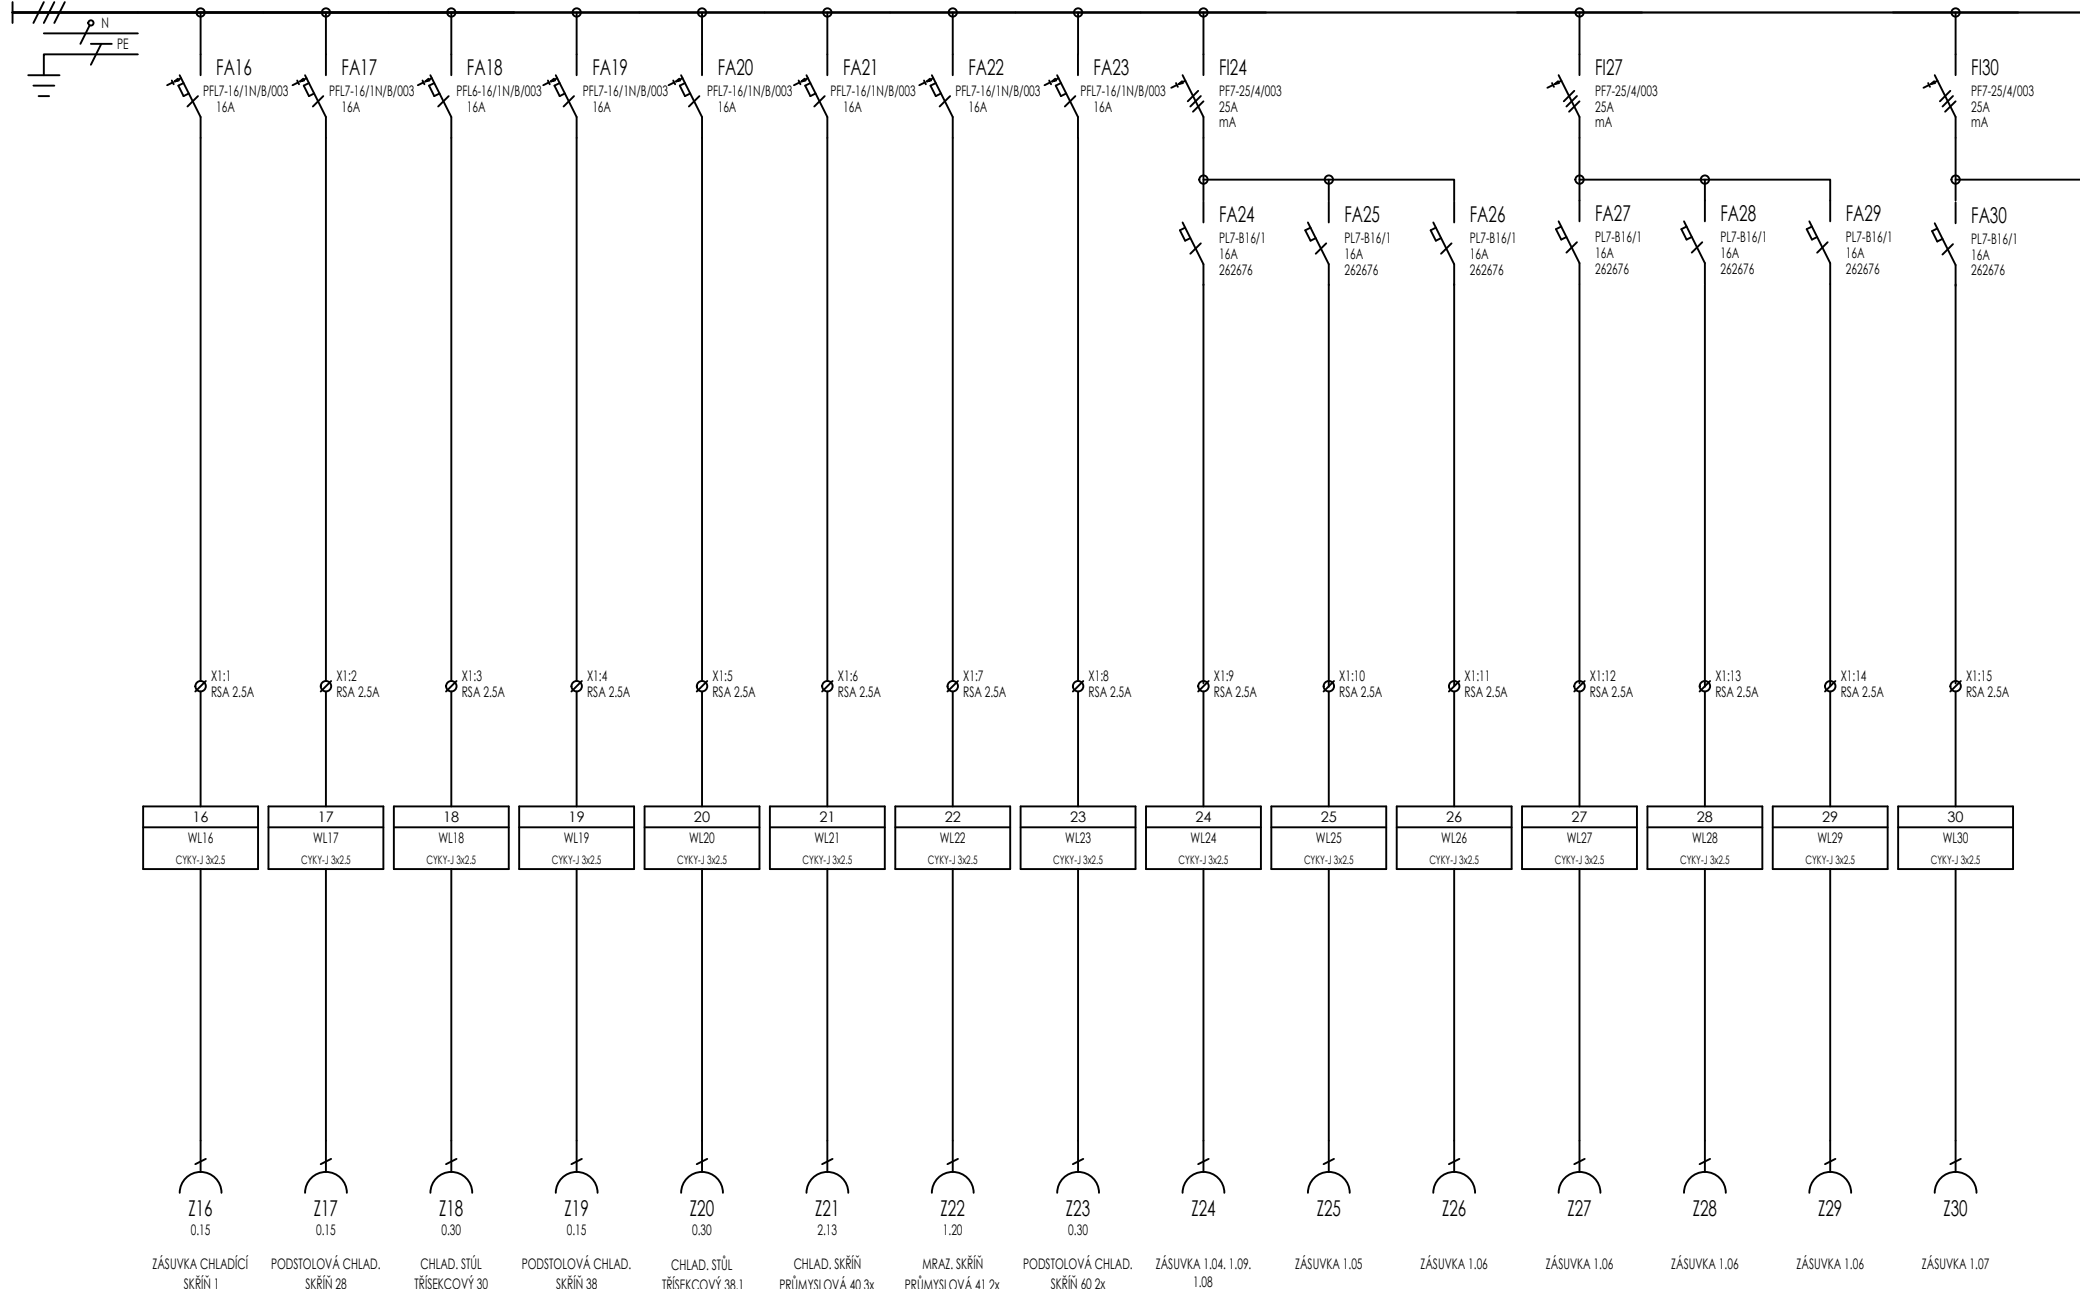 N
PE
FA16
PFL7-16/1N/B/003
16A
FA17
PFL7-16/1N/B/003
16A
FA18
PFL6-16/1N/B/003
16A
FA19
PFL7-16/1N/B/003
16A
FA20
PFL7-16/1N/B/003
16A
FA21
PFL7-16/1N/B/003
16A
FA22
PFL7-16/1N/B/003
16A
FA23
PFL7-16/1N/B/003
16A
FI24
PF7-25/4/003
25A
mA
FI27
PF7-25/4/003
25A
mA
FI30
PF7-25/4/003
25A
mA
FA24
PL7-B16/1
16A
262676
FA25
PL7-B16/1
16A
262676
FA26
PL7-B16/1
16A
262676
FA27
PL7-B16/1
16A
262676
FA28
PL7-B16/1
16A
262676
FA29
PL7-B16/1
16A
262676
FA30
PL7-B16/1
16A
262676
X1:1
RSA 2.5A
X1:2
RSA 2.5A
X1:3
RSA 2.5A
X1:4
RSA 2.5A
X1:5
RSA 2.5A
X1:6
RSA 2.5A
X1:7
RSA 2.5A
X1:8
RSA 2.5A
X1:9
RSA 2.5A
X1:10
RSA 2.5A
X1:11
RSA 2.5A
X1:12
RSA 2.5A
X1:13
RSA 2.5A
X1:14
RSA 2.5A
X1:15
RSA 2.5A
16
WL16
CYKY-J 3x2.5
17
WL17
CYKY-J 3x2.5
18
WL18
CYKY-J 3x2.5
19
WL19
CYKY-J 3x2.5
20
WL20
CYKY-J 3x2.5
21
WL21
CYKY-J 3x2.5
22
WL22
CYKY-J 3x2.5
23
WL23
CYKY-J 3x2.5
24
WL24
CYKY-J 3x2.5
25
WL25
CYKY-J 3x2.5
26
WL26
CYKY-J 3x2.5
27
WL27
CYKY-J 3x2.5
28
WL28
CYKY-J 3x2.5
29
WL29
CYKY-J 3x2.5
30
WL30
CYKY-J 3x2.5
Z16
0.15
ZÁSUVKA CHLADÍCÍ
SKŘÍŇ 1
Z17
0.15
PODSTOLOVÁ CHLAD.
SKŘÍŇ 28
Z18
0.30
CHLAD. STÚL
TŘÍSEKCOVÝ 30
Z19
0.15
PODSTOLOVÁ CHLAD.
SKŘÍŇ 38
Z20
0.30
CHLAD. STŮL
TŘÍSEKCOVÝ 38.1
Z21
2.13
CHLAD. SKŘÍŇ
PRŮMYSLOVÁ 40 3x
Z22
1.20
MRAZ. SKŘÍŇ
PRŮMYSLOVÁ 41 2x
Z23
0.30
PODSTOLOVÁ CHLAD.
SKŘÍŇ 60 2x
Z24
ZÁSUVKA 1.04. 1.09.
1.08
Z25
ZÁSUVKA 1.05
Z26
ZÁSUVKA 1.06
Z27
ZÁSUVKA 1.06
Z28
ZÁSUVKA 1.06
Z29
ZÁSUVKA 1.06
Z30
ZÁSUVKA 1.07